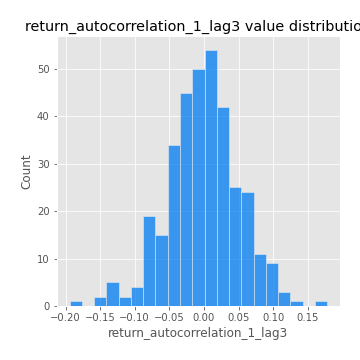 return_autocorrelation_1_lag3 value distributio
50
40
30
20
10
0
Count
−0.20 −0.15 −0.10 −0.05 0.00 0.05 0.10 0.15
return_autocorrelation_1_lag3